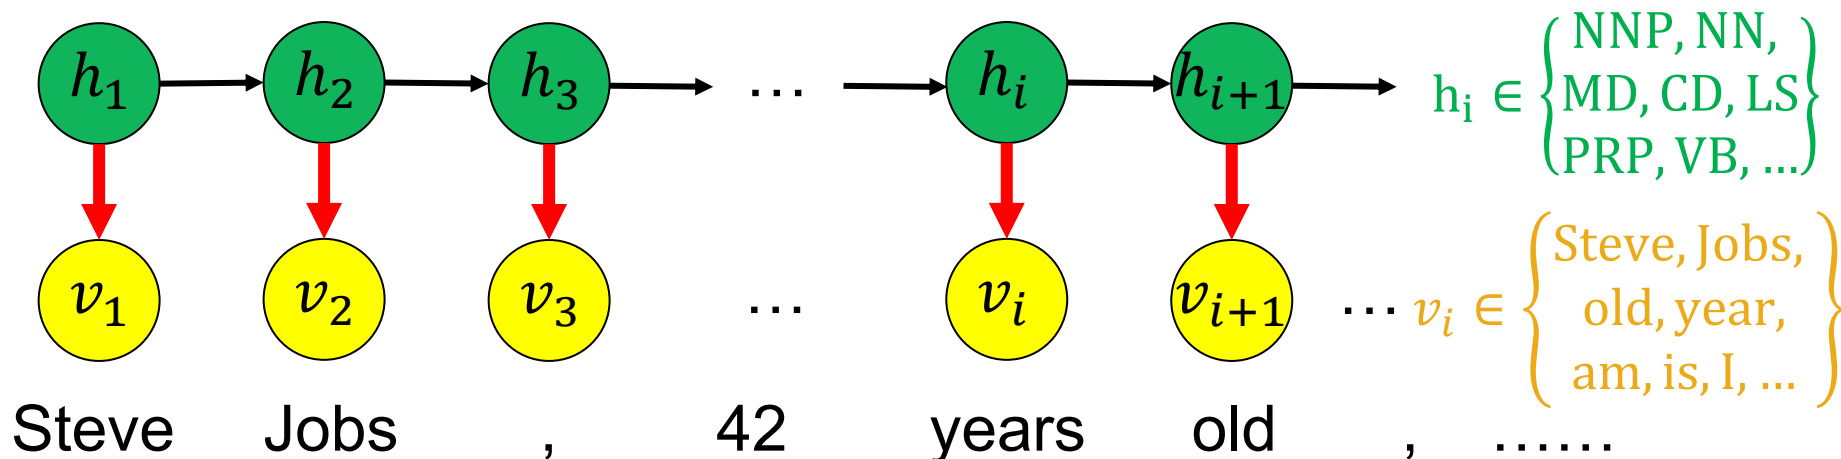 h₁ h₂ h₃ … hᵢ hᵢ₊₁
hᵢ ∈ { NNP, NN,
MD, CD, LS
PRP, VB, … }
v₁ v₂ v₃ … vᵢ vᵢ₊₁ …
vᵢ ∈ { Steve, Jobs,
old, year,
am, is, I, … }
Steve Jobs , 42 years old , ……